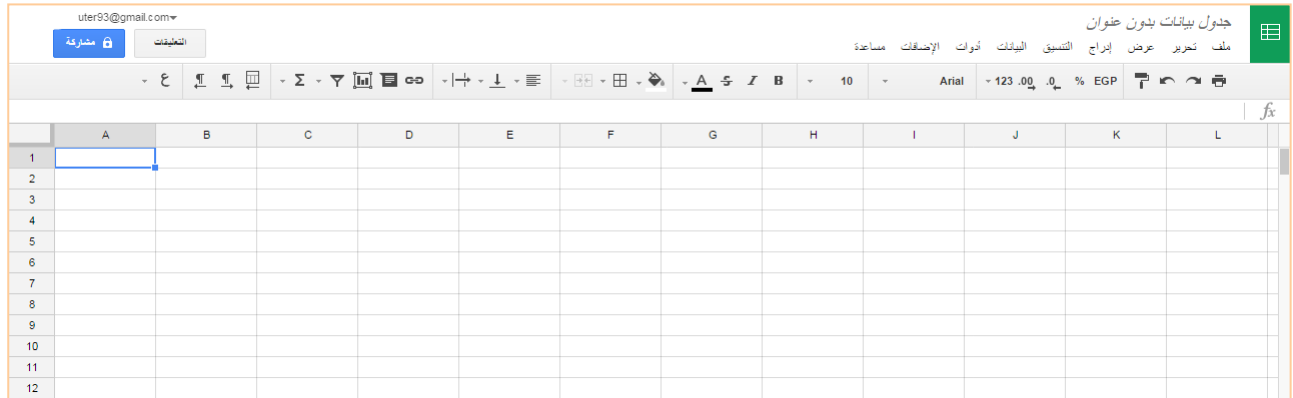 uter93@gmail.com
جدول بيانات بدون عنوان
ملف تحرير عرض إدراج التنسيق البيانات أدوات الإضافات مساعدة
التعليقات
مشاركة
EGP % .0 .00 123 Arial 10 B I S A Σ ع
fx
A B C D E F G H I J K L
1
2
3
4
5
6
7
8
9
10
11
12